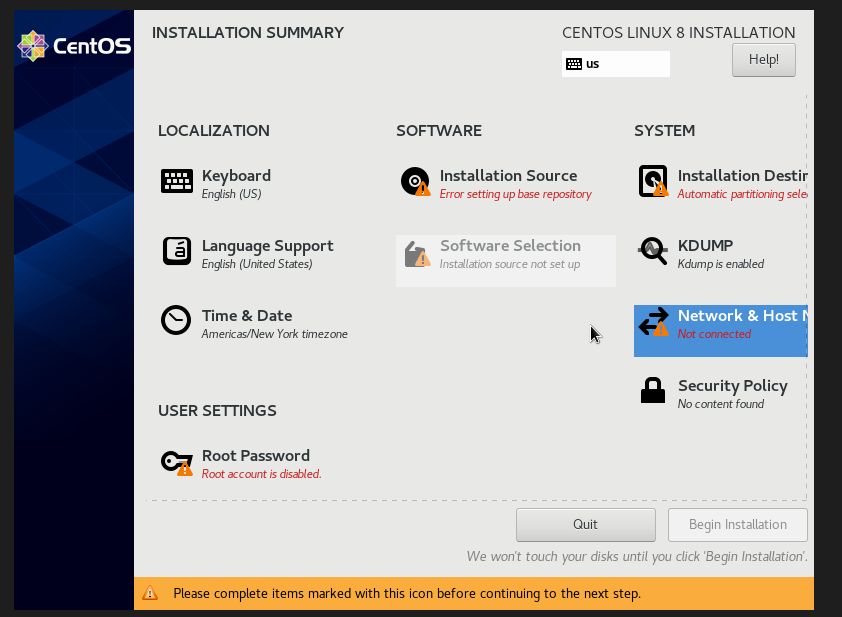 CentOS
INSTALLATION SUMMARY
CENTOS LINUX 8 INSTALLATION
us
Help!
LOCALIZATION
Keyboard
English (US)
Language Support
English (United States)
Time & Date
Americas/New York timezone
USER SETTINGS
Root Password
Root account is disabled.
SOFTWARE
Installation Source
Error setting up base repository
Software Selection
Installation source not set up
SYSTEM
Installation Destin
Automatic partitioning sele
KDUMP
Kdump is enabled
Network & Host N
Not connected
Security Policy
No content found
Quit
Begin Installation
We won't touch your disks until you click 'Begin Installation'.
Please complete items marked with this icon before continuing to the next step.